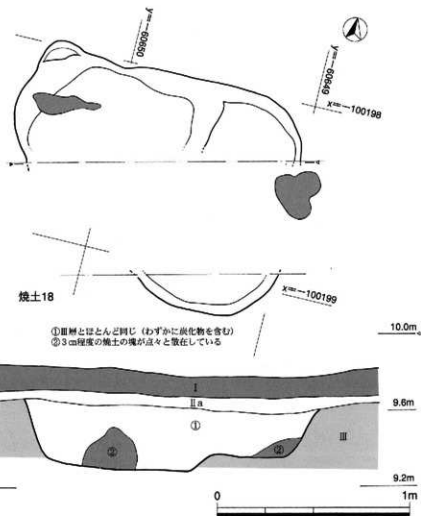 y=-60650
y=-60649
x=-100198
焼土18
x=-100199
①Ⅲ層とほとんど同じ（わずかに炭化物を含む）
②3㎝程度の焼土の塊が点々と散在している
10.0m
Ⅰ
Ⅱa
9.6m
①
Ⅲ
②
②
9.2m
0
1m